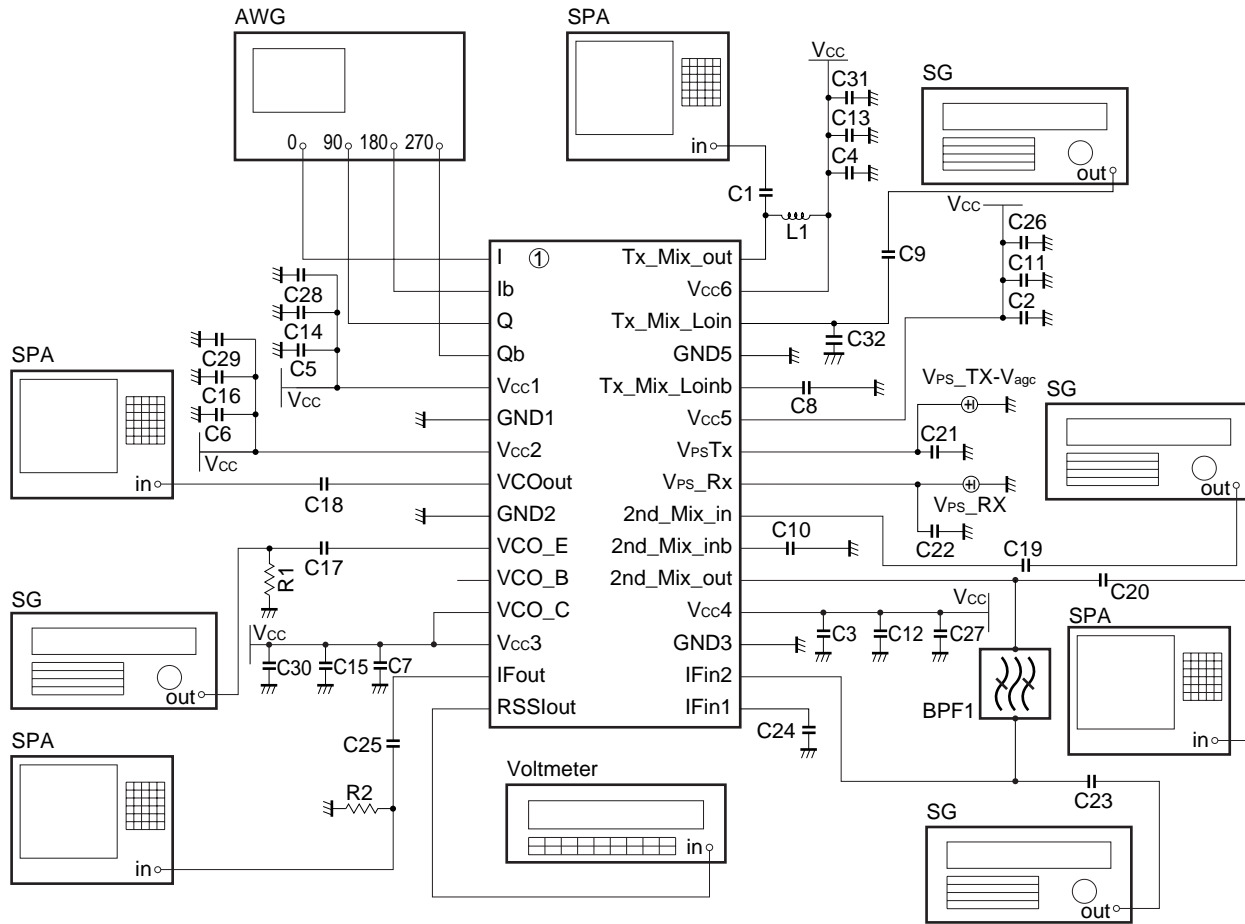 AWG
0 90 180 270
SPA
in
VCC
C31
C13
C4
SG
out
C1
L1
C9
VCC
C26
C11
C2
I ① Tx_Mix_out
Ib VCC6
Q Tx_Mix_Loin
Qb GND5
VCC1 Tx_Mix_Loinb
GND1 VCC5
VCC2 VPSTx
VCOout VPS_Rx
GND2 2nd_Mix_in
VCO_E 2nd_Mix_inb
VCO_B 2nd_Mix_out
VCO_C VCC4
VCC3 GND3
IFout IFin2
RSSIout IFin1
C28
C14
C5
VCC
C29
C16
C6
VCC
SPA
in
C18
C17
R1
SG
out
VCC
C30 C15 C7
SPA
in
C25
R2
Voltmeter
in
C32
C8
VPS_TX-Vagc
C21
VPS_RX
C22
SG
out
C10
C19
C20
VCC
C3 C12 C27
SPA
in
BPF1
C24
C23
SG
out